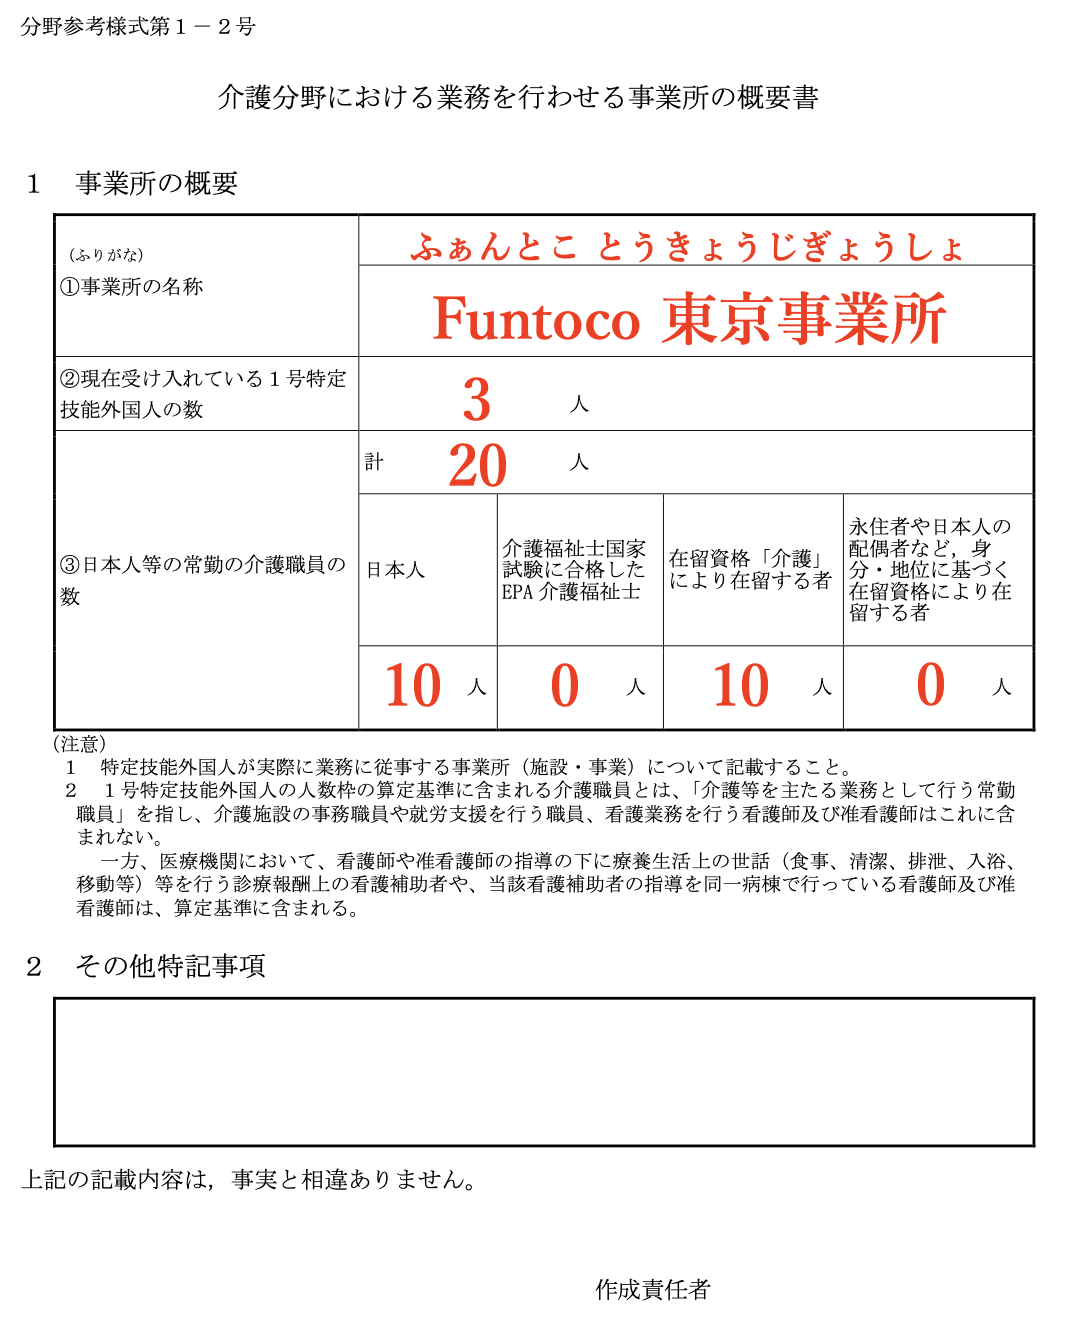 分野参考様式第１－２号
介護分野における業務を行わせる事業所の概要書
１　事業所の概要
（ふりがな）
ふぁんとこ とうきょうじぎょうしょ
①事業所の名称
Funtoco 東京事業所
②現在受け入れている１号特定
技能外国人の数
3 人
③日本人等の常勤の介護職員の
数
計 20 人
日本人
介護福祉士国家
試験に合格した
EPA 介護福祉士
在留資格「介護」
により在留する者
永住者や日本人の
配偶者など，身
分・地位に基づく
在留資格により在
留する者
10 人
0 人
10 人
0 人
（注意）
１　特定技能外国人が実際に業務に従事する事業所（施設・事業）について記載すること。
２　１号特定技能外国人の人数枠の算定基準に含まれる介護職員とは、「介護等を主たる業務として行う常勤
職員」を指し、介護施設の事務職員や就労支援を行う職員、看護業務を行う看護師及び准看護師はこれに含
まれない。
一方、医療機関において、看護師や准看護師の指導の下に療養生活上の世話（食事、清潔、排泄、入浴、
移動等）等を行う診療報酬上の看護補助者や、当該看護補助者の指導を同一病棟で行っている看護師及び准
看護師は、算定基準に含まれる。
２　その他特記事項
上記の記載内容は，事実と相違ありません。
作成責任者